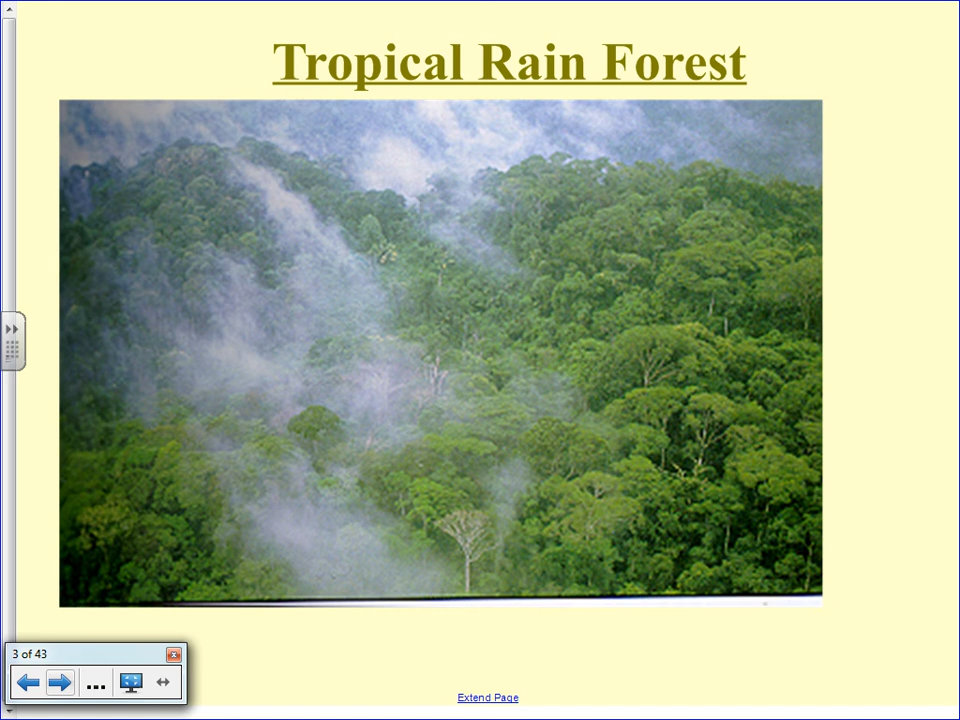 Tropical Rain Forest
3 of 43
...
Extend Page